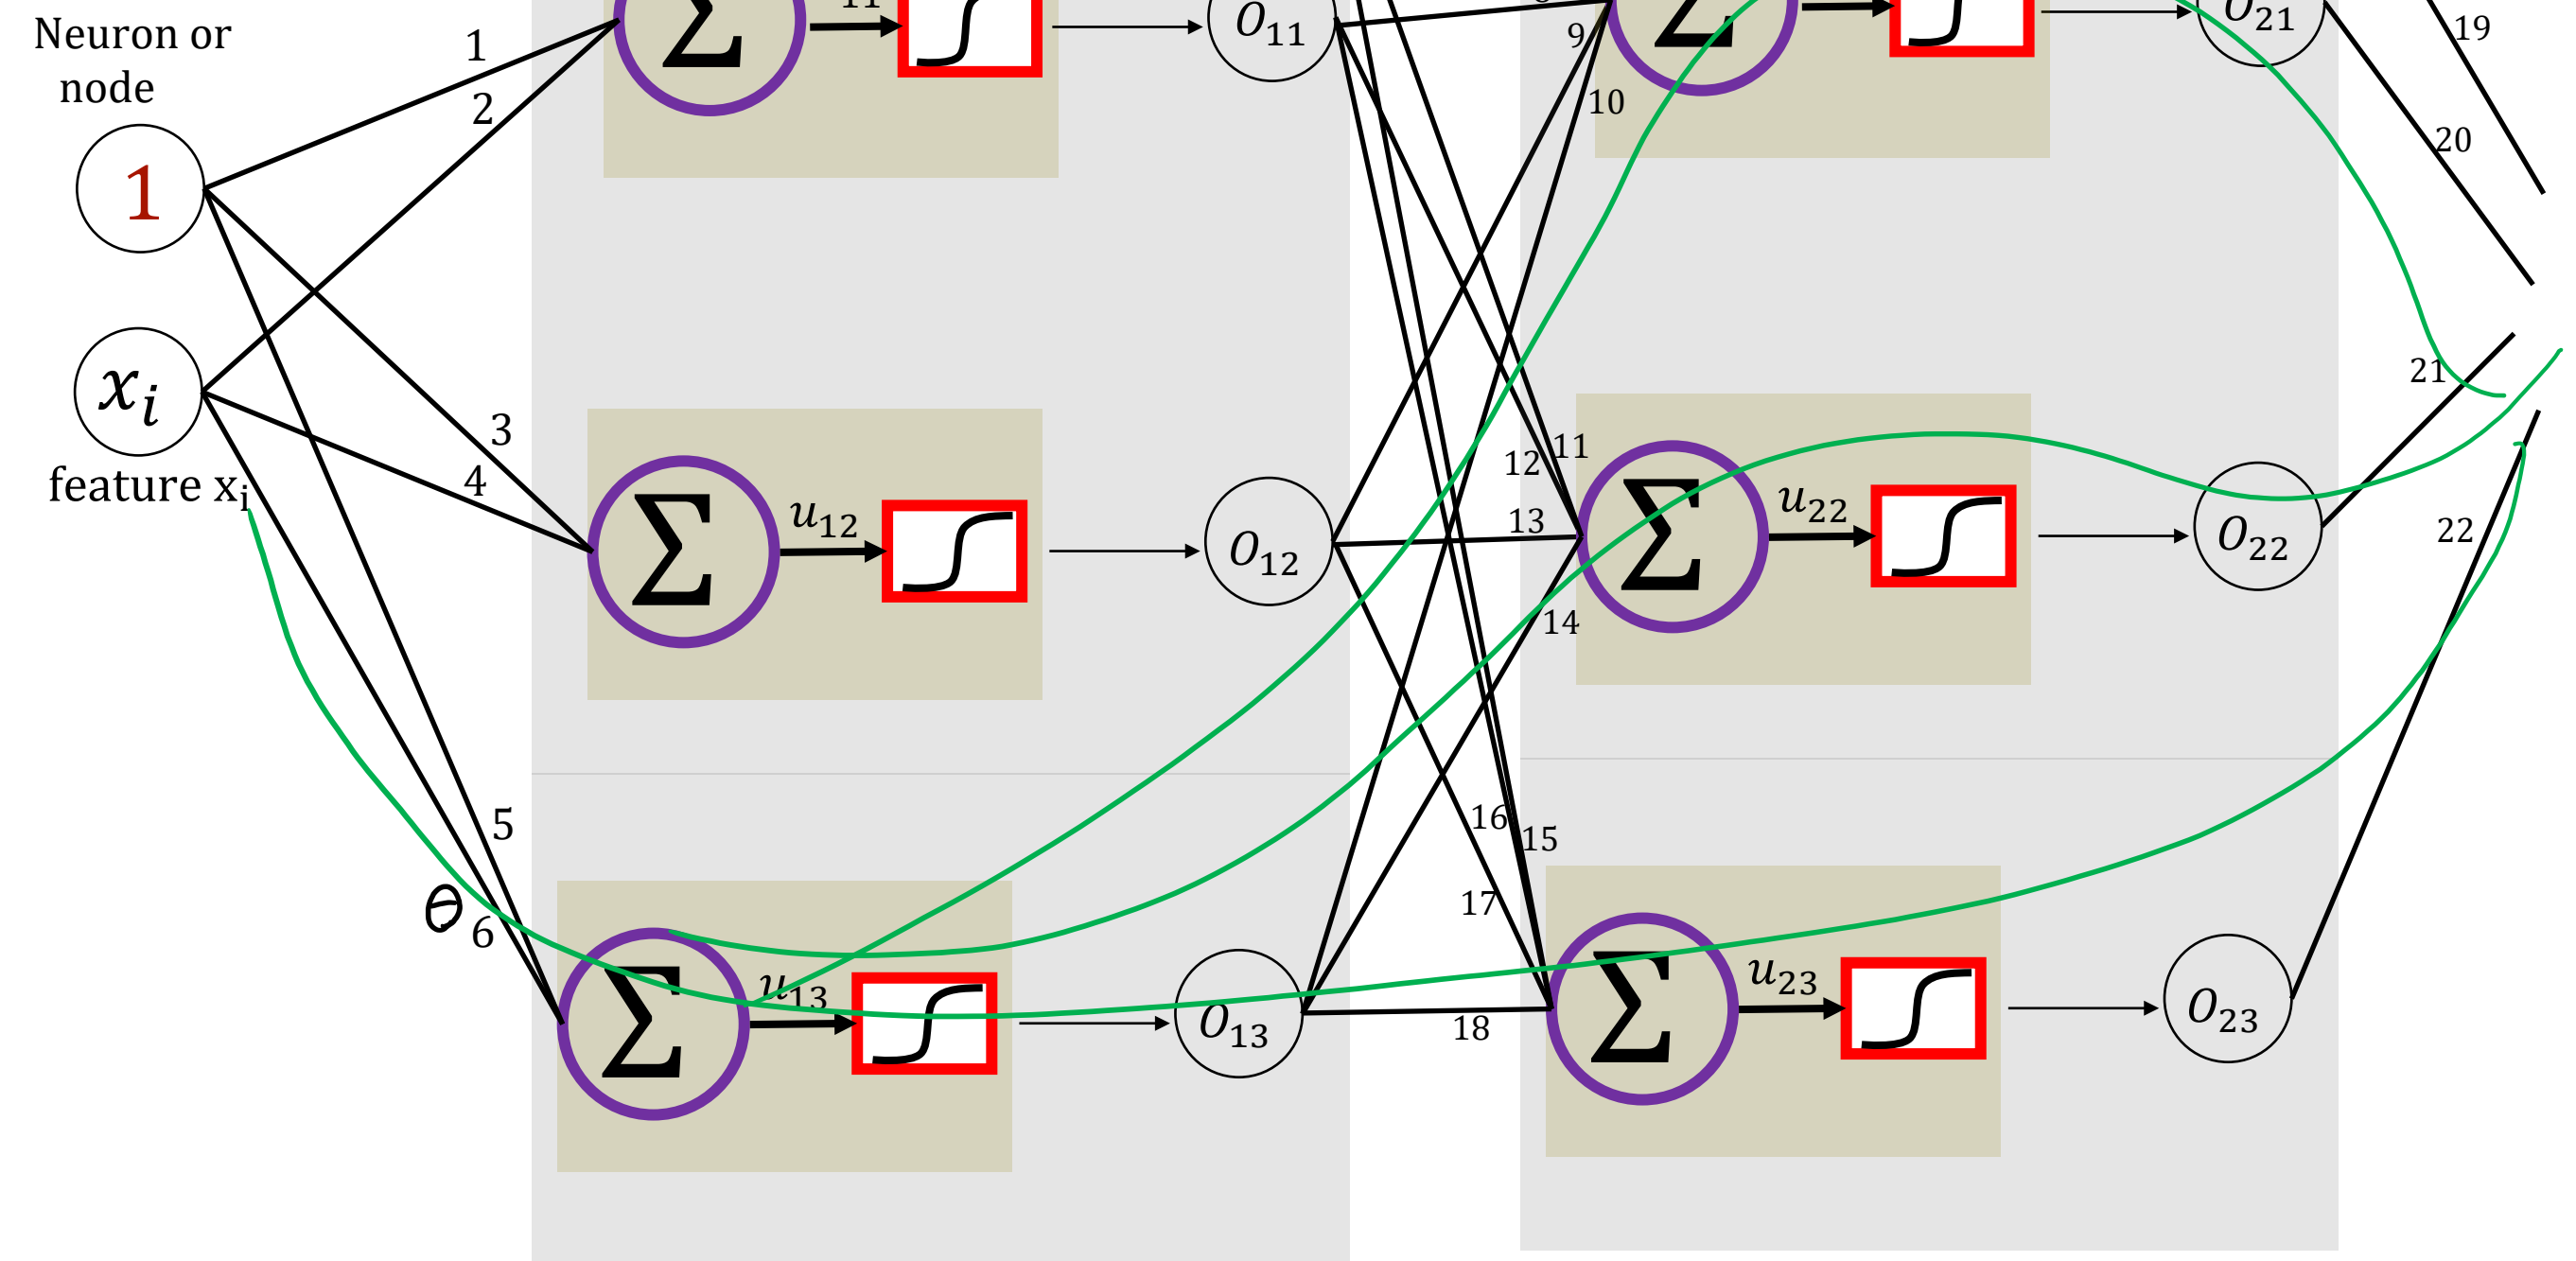 Neuron or
node
1
x_i
feature x_i
1
2
3
4
5
θ
6
Σ
11
O_11
Σ
u_12
O_12
Σ
u_13
O_13
9
10
11
12
13
14
15
16
17
18
Σ
O_21
Σ
u_22
O_22
Σ
u_23
O_23
19
20
21
22